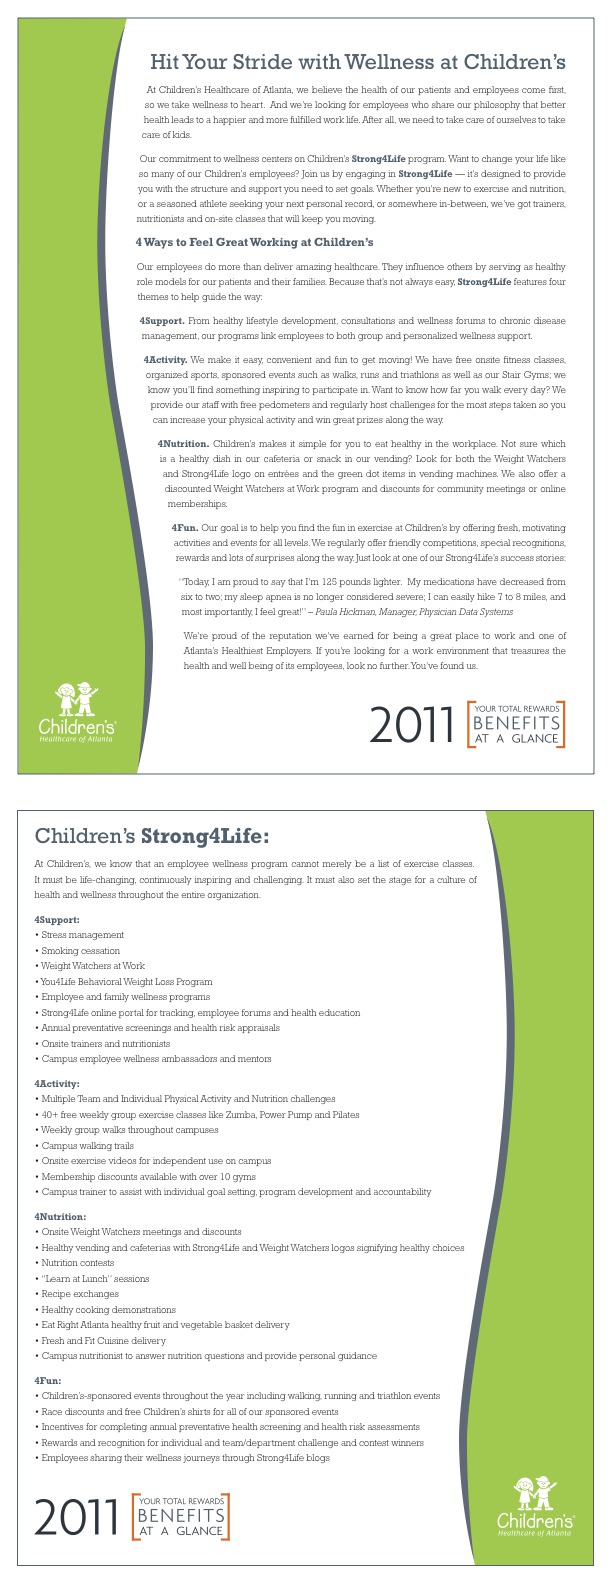 Hit Your Stride with Wellness at Children's
At Children's Healthcare of Atlanta, we believe the health of our patients and employees come first,
so we take wellness to heart. And we're looking for employees who share our philosophy that better
health leads to a happier and more fulfilled work life. After all, we need to take care of ourselves to take
care of kids.
Our commitment to wellness centers on Children's Strong4Life program. Want to change your life like
so many of our Children's employees? Join us by engaging in Strong4Life — it's designed to provide
you with the structure and support you need to set goals. Whether you're new to exercise and nutrition,
or a seasoned athlete seeking your next personal record, or somewhere in-between, we've got trainers,
nutritionists and on-site classes that will keep you moving.
4 Ways to Feel Great Working at Children's
Our employees do more than deliver amazing healthcare. They influence others by serving as healthy
role models for our patients and their families. Because that's not always easy, Strong4Life features four
themes to help guide the way:
4Support. From healthy lifestyle development, consultations and wellness forums to chronic disease
management, our programs link employees to both group and personalized wellness support.
4Activity. We make it easy, convenient and fun to get moving! We have free onsite fitness classes,
organized sports, sponsored events such as walks, runs and triathlons as well as our Stair Gyms; we
know you'll find something inspiring to participate in. Want to know how far you walk every day? We
provide our staff with free pedometers and regularly host challenges for the most steps taken so you
can increase your physical activity and win great prizes along the way.
4Nutrition. Children's makes it simple for you to eat healthy in the workplace. Not sure which
is a healthy dish in our cafeteria or snack in our vending? Look for both the Weight Watchers
and Strong4Life logo on entrées and the green dot items in vending machines. We also offer a
discounted Weight Watchers at Work program and discounts for community meetings or online
memberships.
4Fun. Our goal is to help you find the fun in exercise at Children's by offering fresh, motivating
activities and events for all levels. We regularly offer friendly competitions, special recognitions,
rewards and lots of surprises along the way. Just look at one of our Strong4Life's success stories:
"Today, I am proud to say that I'm 125 pounds lighter. My medications have decreased from
six to two; my sleep apnea is no longer considered severe; I can easily hike 7 to 8 miles, and
most importantly, I feel great!" – Paula Hickman, Manager, Physician Data Systems
We're proud of the reputation we've earned for being a great place to work and one of
Atlanta's Healthiest Employers. If you're looking for a work environment that treasures the
health and well being of its employees, look no further. You've found us.
Children's®
Healthcare of Atlanta
2011 YOUR TOTAL REWARDS
BENEFITS
AT A GLANCE
Children's Strong4Life:
At Children's, we know that an employee wellness program cannot merely be a list of exercise classes.
It must be life-changing, continuously inspiring and challenging. It must also set the stage for a culture of
health and wellness throughout the entire organization.
4Support:
• Stress management
• Smoking cessation
• Weight Watchers at Work
• You4Life Behavioral Weight Loss Program
• Employee and family wellness programs
• Strong4Life online portal for tracking, employee forums and health education
• Annual preventative screenings and health risk appraisals
• Onsite trainers and nutritionists
• Campus employee wellness ambassadors and mentors
4Activity:
• Multiple Team and Individual Physical Activity and Nutrition challenges
• 40+ free weekly group exercise classes like Zumba, Power Pump and Pilates
• Weekly group walks throughout campuses
• Campus walking trails
• Onsite exercise videos for independent use on campus
• Membership discounts available with over 10 gyms
• Campus trainer to assist with individual goal setting, program development and accountability
4Nutrition:
• Onsite Weight Watchers meetings and discounts
• Healthy vending and cafeterias with Strong4Life and Weight Watchers logos signifying healthy choices
• Nutrition contests
• "Learn at Lunch" sessions
• Recipe exchanges
• Healthy cooking demonstrations
• Eat Right Atlanta healthy fruit and vegetable basket delivery
• Fresh and Fit Cuisine delivery
• Campus nutritionist to answer nutrition questions and provide personal guidance
4Fun:
• Children's-sponsored events throughout the year including walking, running and triathlon events
• Race discounts and free Children's shirts for all of our sponsored events
• Incentives for completing annual preventative health screening and health risk assessments
• Rewards and recognition for individual and team/department challenge and contest winners
• Employees sharing their wellness journeys through Strong4Life blogs
2011 YOUR TOTAL REWARDS
BENEFITS
AT A GLANCE
Children's®
Healthcare of Atlanta